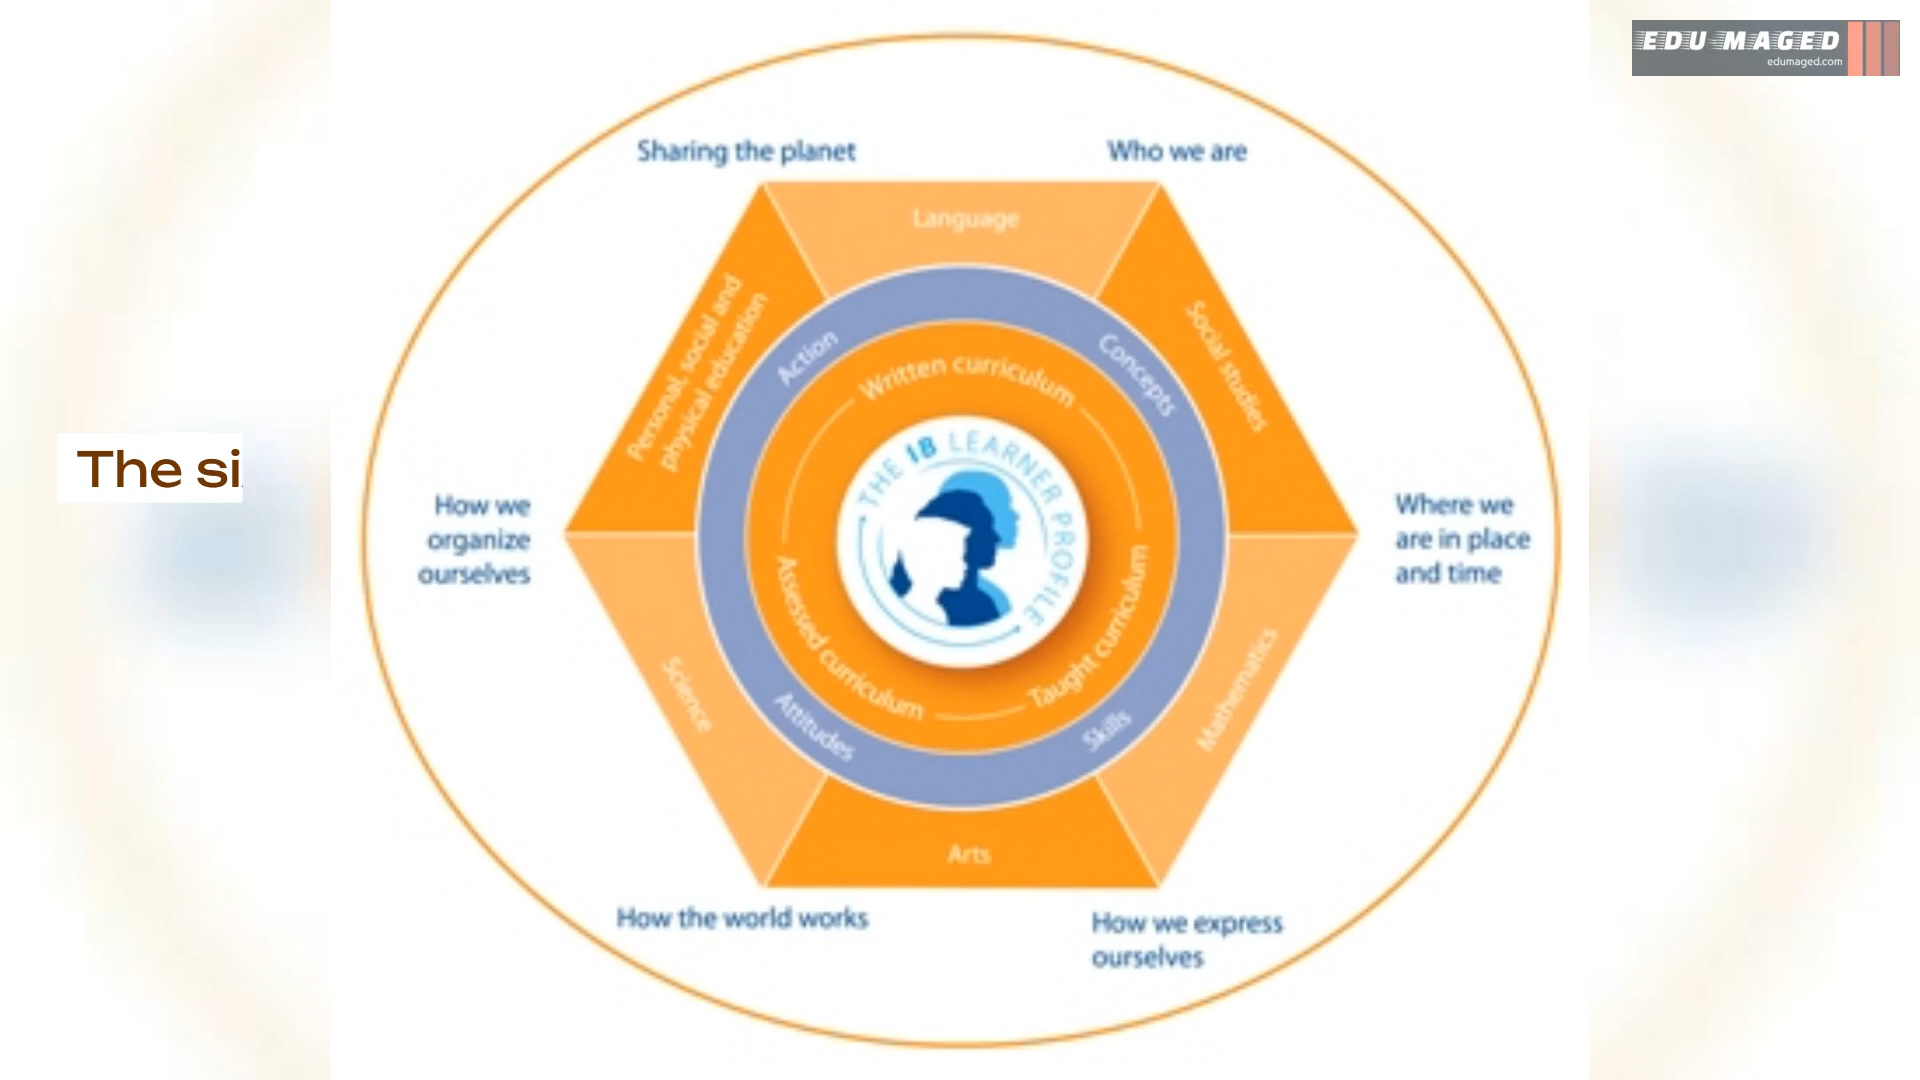 EDU MAGED
edumaged.com
Sharing the planet
Who we are
Language
Personal, social and
physical education
Social studies
Action
Concepts
Written curriculum
THE IB LEARNER PROFILE
The si
How we
organize
ourselves
Where we
are in place
and time
Assessed curriculum
Taught curriculum
Science
Mathematics
Attitudes
Skills
Arts
How the world works
How we express
ourselves